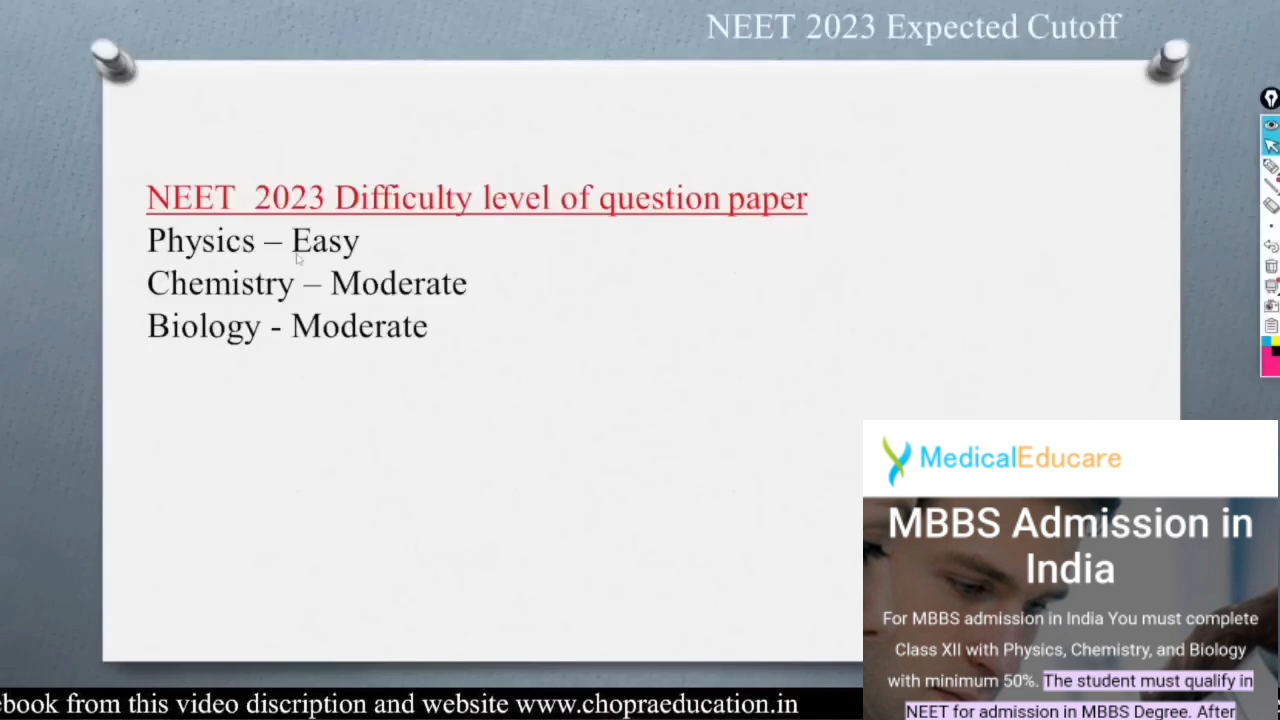 NEET 2023 Expected Cutoff
NEET  2023 Difficulty level of question paper
Physics – Easy
Chemistry – Moderate
Biology - Moderate
MedicalEducare
MBBS Admission in
India
For MBBS admission in India You must complete
Class XII with Physics, Chemistry, and Biology
with minimum 50%. The student must qualify in
NEET for admission in MBBS Degree. After
ebook from this video discription and website www.chopraeducation.in